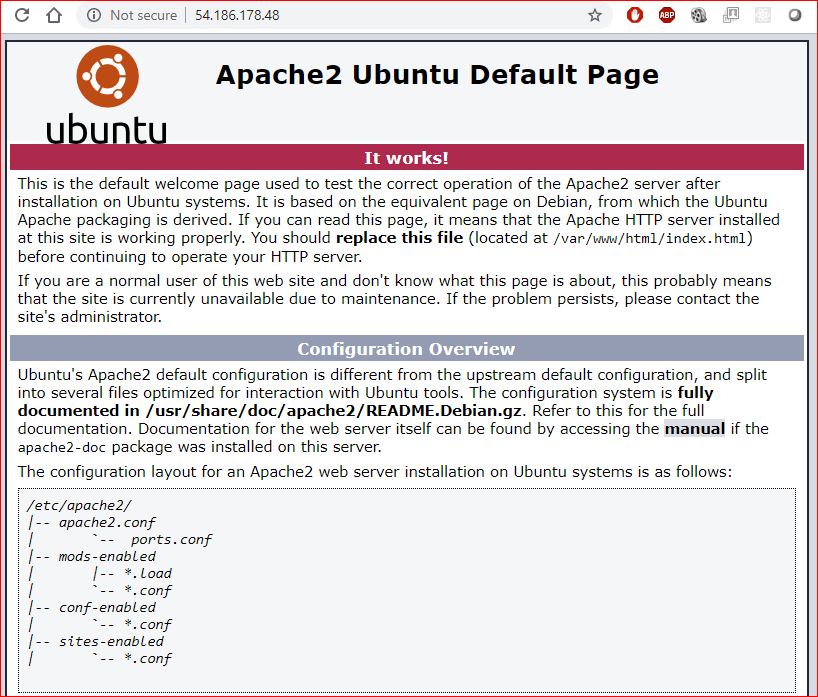 Not secure | 54.186.178.48
ABP
ubuntu
Apache2 Ubuntu Default Page
It works!
This is the default welcome page used to test the correct operation of the Apache2 server after
installation on Ubuntu systems. It is based on the equivalent page on Debian, from which the Ubuntu
Apache packaging is derived. If you can read this page, it means that the Apache HTTP server installed
at this site is working properly. You should replace this file (located at /var/www/html/index.html)
before continuing to operate your HTTP server.
If you are a normal user of this web site and don't know what this page is about, this probably means
that the site is currently unavailable due to maintenance. If the problem persists, please contact the
site's administrator.
Configuration Overview
Ubuntu's Apache2 default configuration is different from the upstream default configuration, and split
into several files optimized for interaction with Ubuntu tools. The configuration system is fully
documented in /usr/share/doc/apache2/README.Debian.gz. Refer to this for the full
documentation. Documentation for the web server itself can be found by accessing the manual if the
apache2-doc package was installed on this server.
The configuration layout for an Apache2 web server installation on Ubuntu systems is as follows:
/etc/apache2/
|-- apache2.conf
|       `--  ports.conf
|-- mods-enabled
|       |-- *.load
|       `-- *.conf
|-- conf-enabled
|       `-- *.conf
|-- sites-enabled
|       `-- *.conf